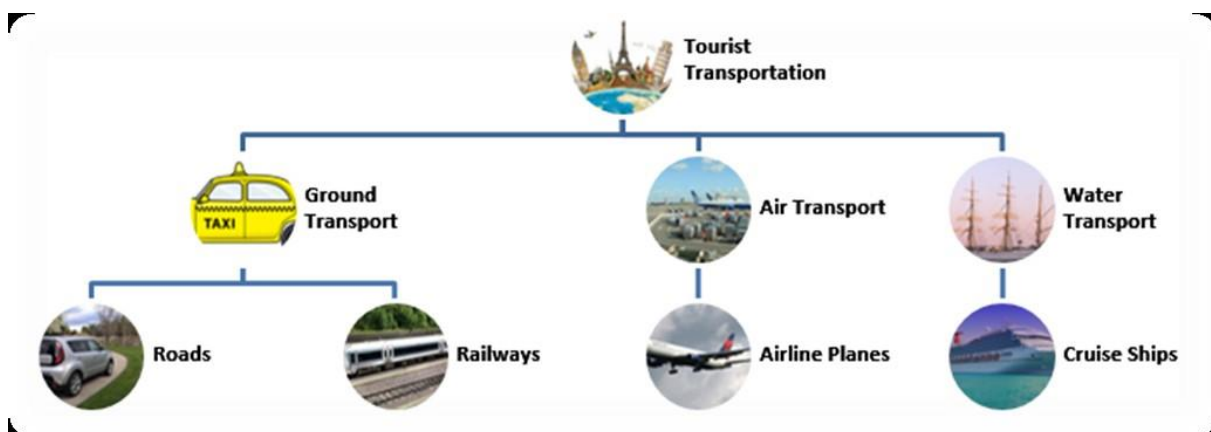 Tourist
Transportation
Ground
Transport
TAXI
Air Transport
Water
Transport
Roads
Railways
Airline Planes
Cruise Ships